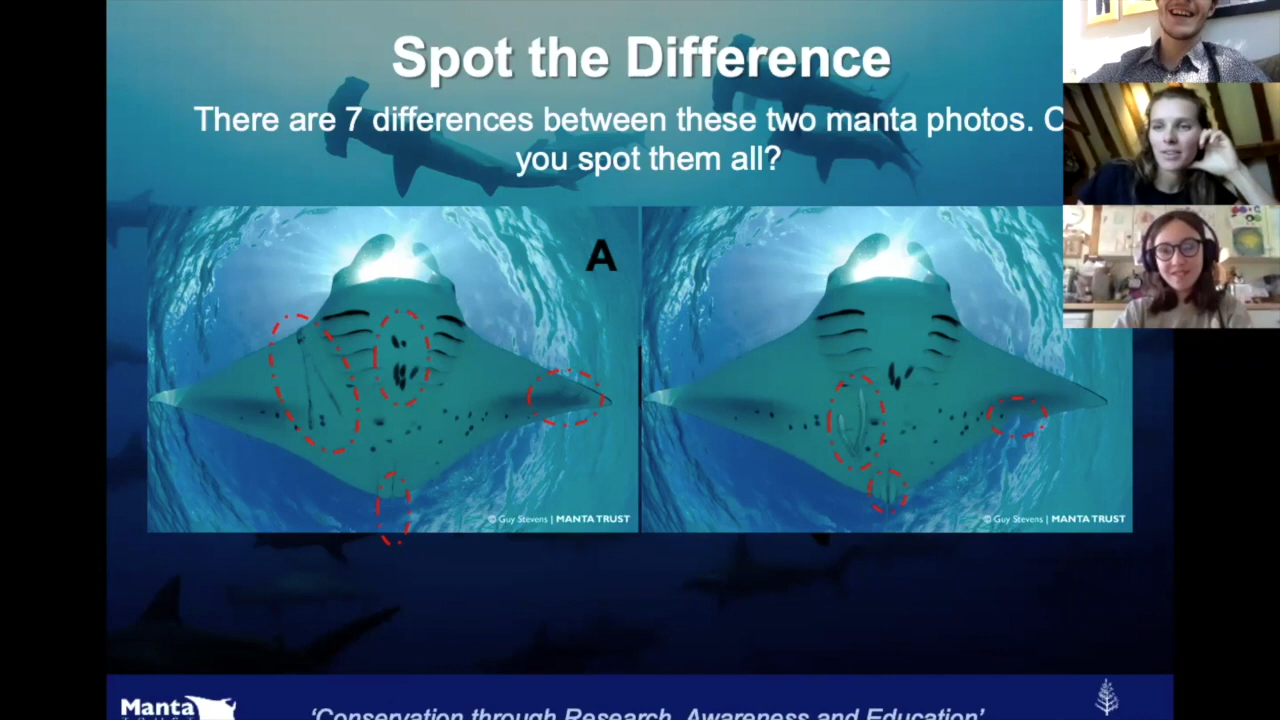 Spot the Difference
There are 7 differences between these two manta photos. C
you spot them all?
A
© Guy Stevens | MANTA TRUST
© Guy Stevens | MANTA TRUST
Manta
TRUST
'Conservation through Research, Awareness and Education'